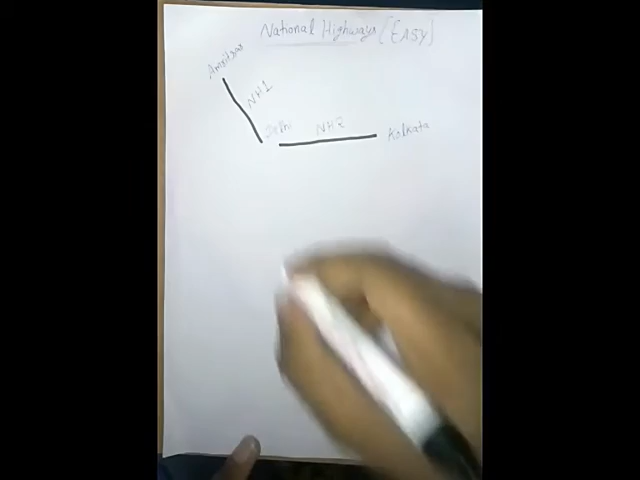 National Highways [EASY]
Amritsar
NH1
Delhi
NH2
Kolkata